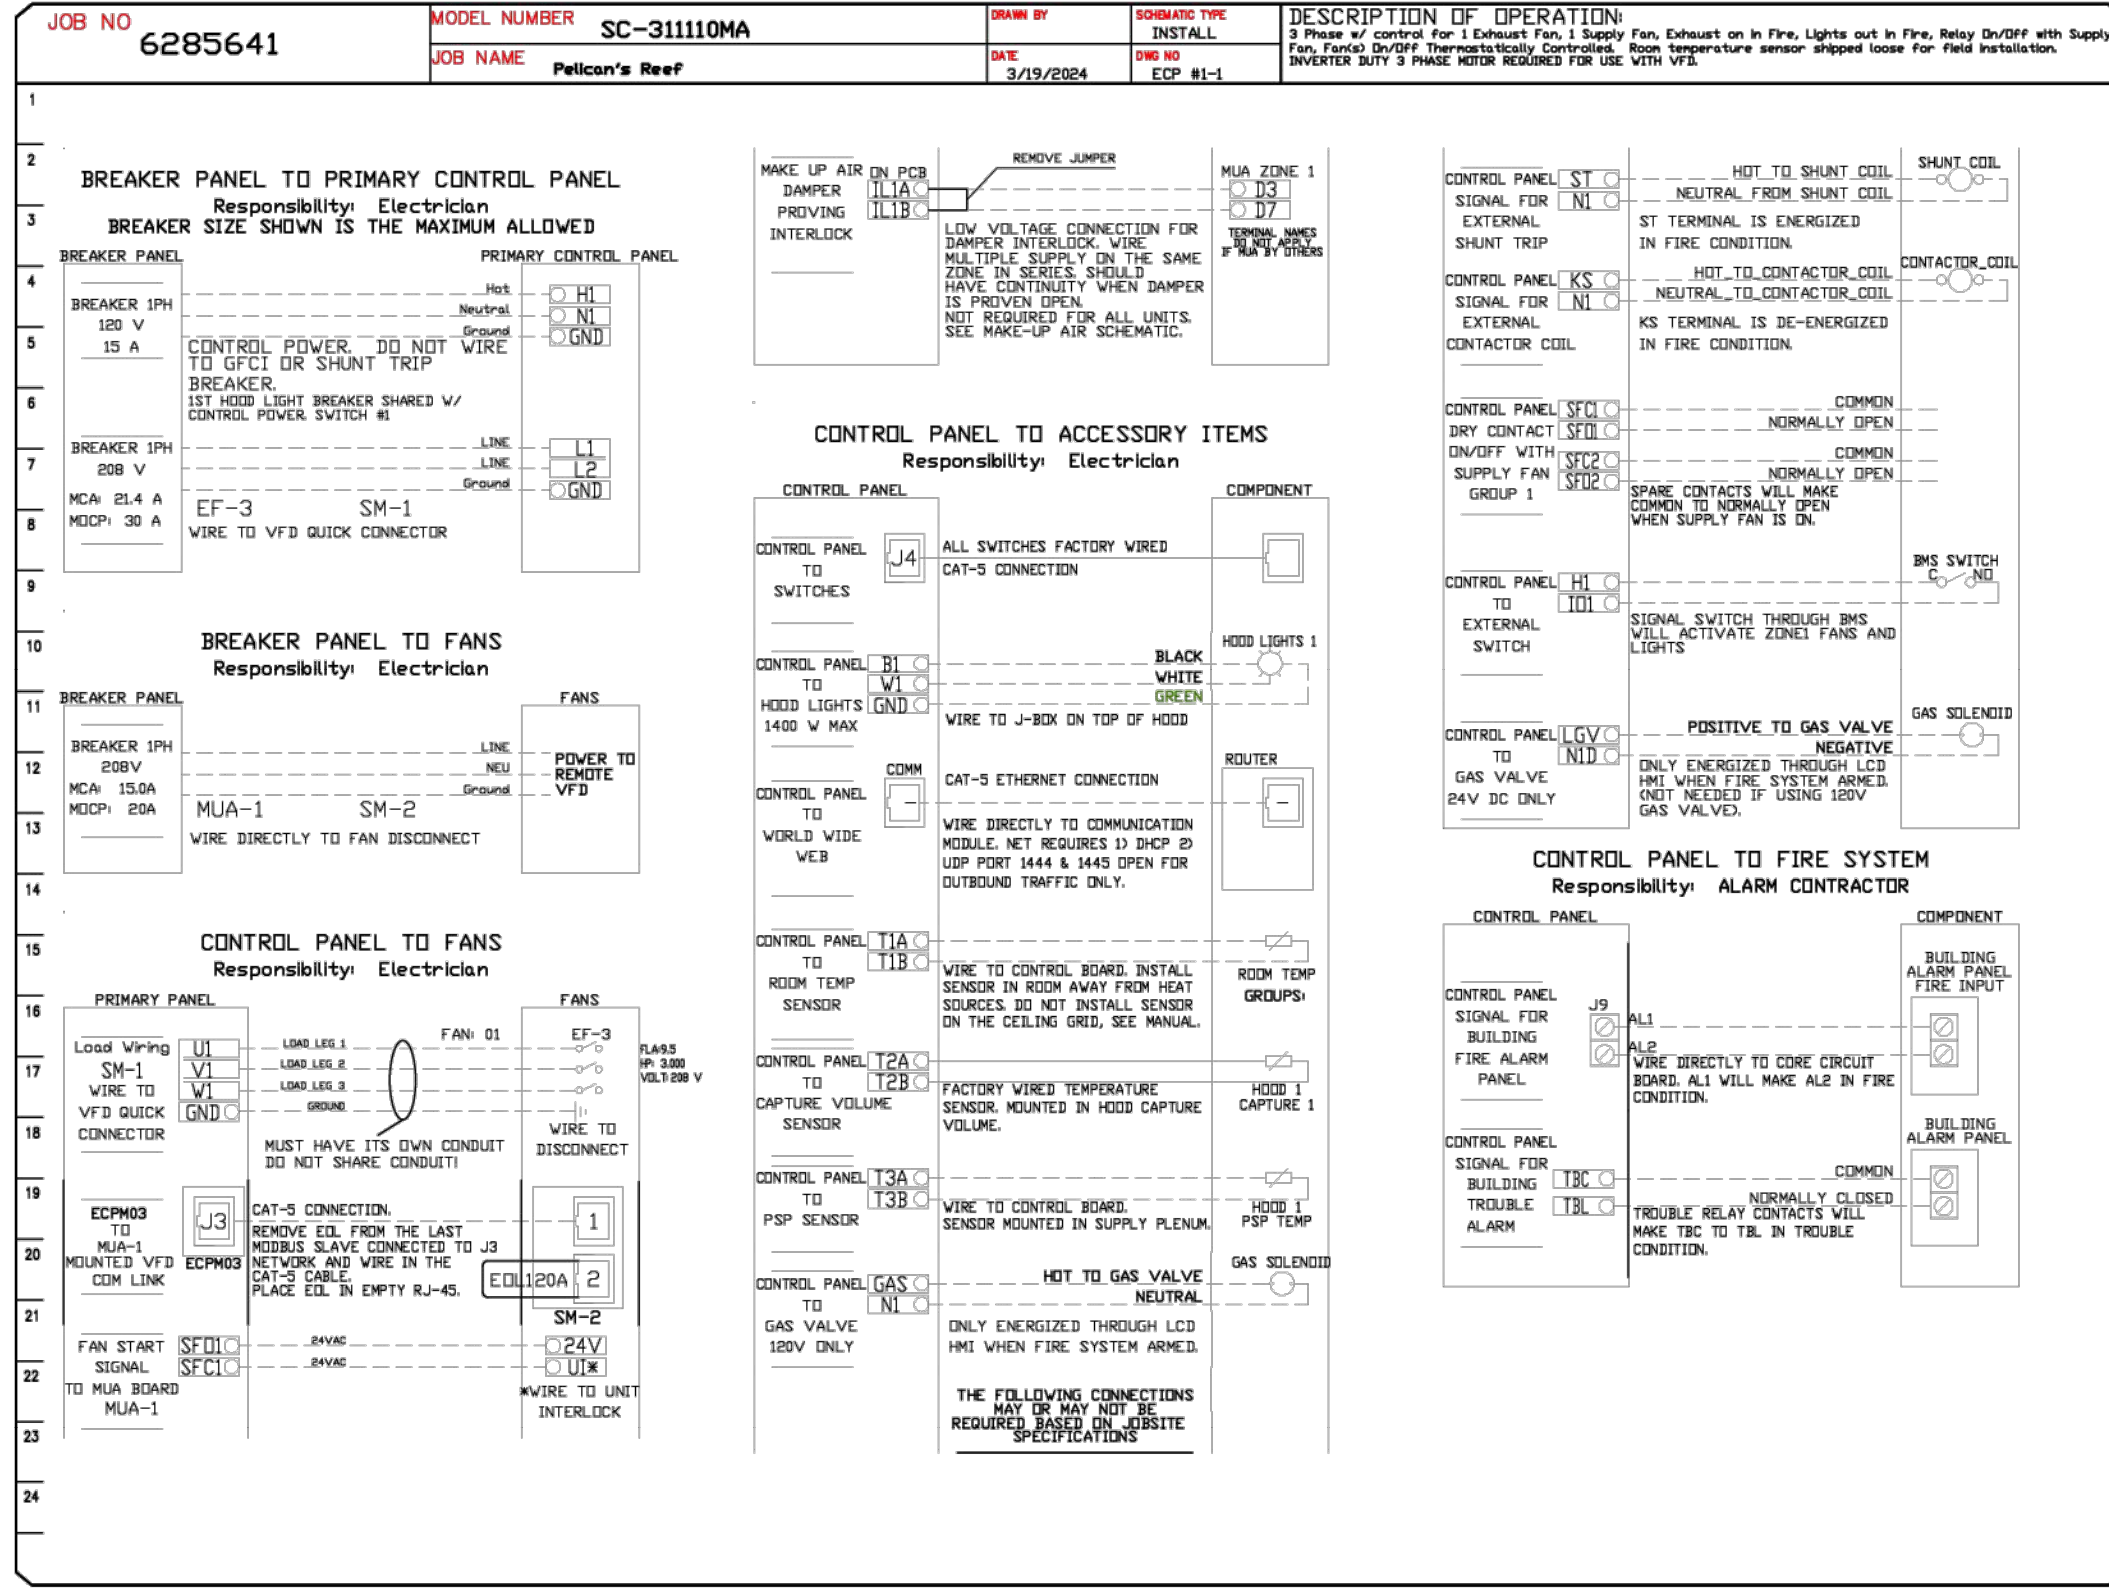 JOB NO
6285641
MODEL NUMBER SC-311110MA
JOB NAME Pelican's Reef
DRAWN BY
DATE
3/19/2024
SCHEMATIC TYPE
INSTALL
DWG NO
ECP #1-1
DESCRIPTION OF OPERATION:
3 Phase w/ control for 1 Exhaust Fan, 1 Supply Fan, Exhaust on in Fire, Lights out in Fire, Relay On/Off with Supply
Fan, Fan(s) On/Off Thermostatically Controlled. Room temperature sensor shipped loose for field installation.
INVERTER DUTY 3 PHASE MOTOR REQUIRED FOR USE WITH VFD.
1
2
3
4
5
6
7
8
9
10
11
12
13
14
15
16
17
18
19
20
21
22
23
24
BREAKER PANEL TO PRIMARY CONTROL PANEL
Responsibility: Electrician
BREAKER SIZE SHOWN IS THE MAXIMUM ALLOWED
BREAKER PANEL
PRIMARY CONTROL PANEL
BREAKER 1PH
120 V
15 A
Hot H1
Neutral N1
Ground GND
CONTROL POWER. DO NOT WIRE
TO GFCI OR SHUNT TRIP
BREAKER.
1ST HOOD LIGHT BREAKER SHARED W/
CONTROL POWER. SWITCH #1
BREAKER 1PH
208 V
MCA: 21.4 A
MOCP: 30 A
LINE L1
LINE L2
Ground GND
EF-3 SM-1
WIRE TO VFD QUICK CONNECTOR
BREAKER PANEL TO FANS
Responsibility: Electrician
BREAKER PANEL
FANS
BREAKER 1PH
208V
MCA: 15.0A
MOCP: 20A
LINE
NEU
Ground
POWER TO
REMOTE
VFD
MUA-1 SM-2
WIRE DIRECTLY TO FAN DISCONNECT
CONTROL PANEL TO FANS
Responsibility: Electrician
PRIMARY PANEL
FANS
Load Wiring
SM-1
WIRE TO
VFD QUICK
CONNECTOR
U1 LOAD LEG 1
V1 LOAD LEG 2
W1 LOAD LEG 3
GND GROUND
FAN: 01
EF-3
FLA:9.5
HP: 3.000
VOLT:208 V
WIRE TO
DISCONNECT
MUST HAVE ITS OWN CONDUIT
DO NOT SHARE CONDUIT!
ECPM03
TO
MUA-1
MOUNTED VFD
COM LINK
J3
ECPM03
CAT-5 CONNECTION.
REMOVE EOL FROM THE LAST
MODBUS SLAVE CONNECTED TO J3
NETWORK AND WIRE IN THE
CAT-5 CABLE.
PLACE EOL IN EMPTY RJ-45.
1
EOL120A 2
SM-2
FAN START
SIGNAL
TO MUA BOARD
MUA-1
SFO1 24VAC 24V
SFC1 24VAC UI*
*WIRE TO UNIT
INTERLOCK
MAKE UP AIR
DAMPER
PROVING
INTERLOCK
ON PCB
IL1A
IL1B
REMOVE JUMPER
MUA ZONE 1
D3
D7
LOW VOLTAGE CONNECTION FOR
DAMPER INTERLOCK. WIRE
MULTIPLE SUPPLY ON THE SAME
ZONE IN SERIES. SHOULD
HAVE CONTINUITY WHEN DAMPER
IS PROVEN OPEN.
NOT REQUIRED FOR ALL UNITS.
SEE MAKE-UP AIR SCHEMATIC.
TERMINAL NAMES
DO NOT APPLY
IF MUA BY OTHERS
CONTROL PANEL TO ACCESSORY ITEMS
Responsibility: Electrician
CONTROL PANEL
COMPONENT
CONTROL PANEL
TO
SWITCHES
J4
ALL SWITCHES FACTORY WIRED
CAT-5 CONNECTION
CONTROL PANEL
TO
HOOD LIGHTS
1400 W MAX
B1 BLACK
W1 WHITE
GND GREEN
HOOD LIGHTS 1
WIRE TO J-BOX ON TOP OF HOOD
CONTROL PANEL
TO
WORLD WIDE
WEB
COMM
CAT-5 ETHERNET CONNECTION
ROUTER
WIRE DIRECTLY TO COMMUNICATION
MODULE. NET REQUIRES 1) DHCP 2)
UDP PORT 1444 & 1445 OPEN FOR
OUTBOUND TRAFFIC ONLY.
CONTROL PANEL
TO
ROOM TEMP
SENSOR
T1A
T1B
WIRE TO CONTROL BOARD. INSTALL
SENSOR IN ROOM AWAY FROM HEAT
SOURCES. DO NOT INSTALL SENSOR
ON THE CEILING GRID, SEE MANUAL.
ROOM TEMP
GROUPS:
CONTROL PANEL
TO
CAPTURE VOLUME
SENSOR
T2A
T2B
FACTORY WIRED TEMPERATURE
SENSOR. MOUNTED IN HOOD CAPTURE
VOLUME.
HOOD 1
CAPTURE 1
CONTROL PANEL
TO
PSP SENSOR
T3A
T3B
WIRE TO CONTROL BOARD.
SENSOR MOUNTED IN SUPPLY PLENUM.
HOOD 1
PSP TEMP
CONTROL PANEL
TO
GAS VALVE
120V ONLY
GAS HOT TO GAS VALVE
N1 NEUTRAL
GAS SOLENOID
ONLY ENERGIZED THROUGH LCD
HMI WHEN FIRE SYSTEM ARMED.
THE FOLLOWING CONNECTIONS
MAY OR MAY NOT BE
REQUIRED BASED ON JOBSITE
SPECIFICATIONS
CONTROL PANEL
SIGNAL FOR
EXTERNAL
SHUNT TRIP
ST HOT TO SHUNT COIL
N1 NEUTRAL FROM SHUNT COIL
SHUNT COIL
ST TERMINAL IS ENERGIZED
IN FIRE CONDITION.
CONTROL PANEL
SIGNAL FOR
EXTERNAL
CONTACTOR COIL
KS HOT_TO_CONTACTOR_COIL
N1 NEUTRAL_TO_CONTACTOR_COIL
CONTACTOR_COIL
KS TERMINAL IS DE-ENERGIZED
IN FIRE CONDITION.
CONTROL PANEL
DRY CONTACT
ON/OFF WITH
SUPPLY FAN
GROUP 1
SFC1 COMMON
SFO1 NORMALLY OPEN
SFC2 COMMON
SFO2 NORMALLY OPEN
SPARE CONTACTS WILL MAKE
COMMON TO NORMALLY OPEN
WHEN SUPPLY FAN IS ON.
CONTROL PANEL
TO
EXTERNAL
SWITCH
H1
IO1
BMS SWITCH
C NO
SIGNAL SWITCH THROUGH BMS
WILL ACTIVATE ZONE1 FANS AND
LIGHTS
CONTROL PANEL
TO
GAS VALVE
24V DC ONLY
LGV POSITIVE TO GAS VALVE
N1D NEGATIVE
GAS SOLENOID
ONLY ENERGIZED THROUGH LCD
HMI WHEN FIRE SYSTEM ARMED.
(NOT NEEDED IF USING 120V
GAS VALVE).
CONTROL PANEL TO FIRE SYSTEM
Responsibility: ALARM CONTRACTOR
CONTROL PANEL
COMPONENT
CONTROL PANEL
SIGNAL FOR
BUILDING
FIRE ALARM
PANEL
J9
AL1
AL2
WIRE DIRECTLY TO CORE CIRCUIT
BOARD. AL1 WILL MAKE AL2 IN FIRE
CONDITION.
BUILDING
ALARM PANEL
FIRE INPUT
CONTROL PANEL
SIGNAL FOR
BUILDING
TROUBLE
ALARM
TBC COMMON
TBL NORMALLY CLOSED
TROUBLE RELAY CONTACTS WILL
MAKE TBC TO TBL IN TROUBLE
CONDITION.
BUILDING
ALARM PANEL